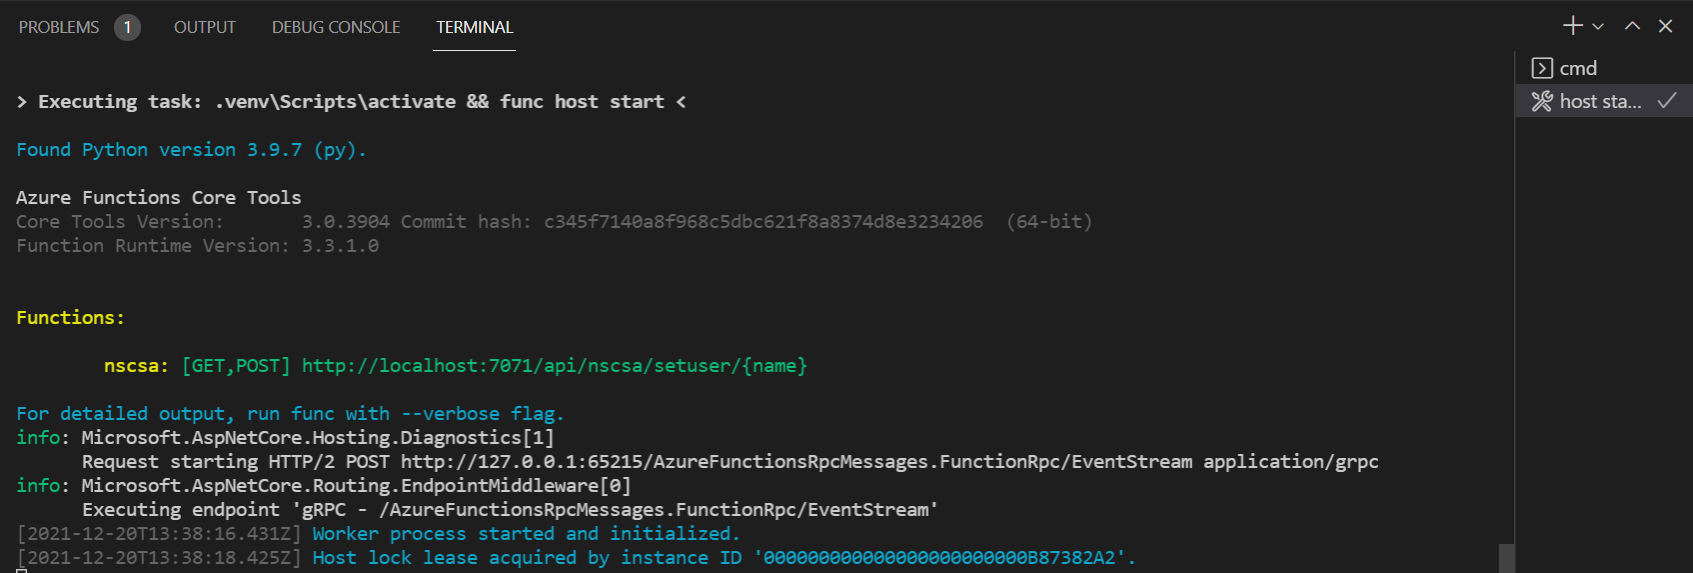 PROBLEMS 1 OUTPUT DEBUG CONSOLE TERMINAL
cmd
host sta...
> Executing task: .venv\Scripts\activate && func host start <
Found Python version 3.9.7 (py).
Azure Functions Core Tools
Core Tools Version:       3.0.3904 Commit hash: c345f7140a8f968c5dbc621f8a8374d8e3234206  (64-bit)
Function Runtime Version: 3.3.1.0
Functions:
nscsa: [GET,POST] http://localhost:7071/api/nscsa/setuser/{name}
For detailed output, run func with --verbose flag.
info: Microsoft.AspNetCore.Hosting.Diagnostics[1]
Request starting HTTP/2 POST http://127.0.0.1:65215/AzureFunctionsRpcMessages.FunctionRpc/EventStream application/grpc
info: Microsoft.AspNetCore.Routing.EndpointMiddleware[0]
Executing endpoint 'gRPC - /AzureFunctionsRpcMessages.FunctionRpc/EventStream'
[2021-12-20T13:38:16.431Z] Worker process started and initialized.
[2021-12-20T13:38:18.425Z] Host lock lease acquired by instance ID '000000000000000000000000B87382A2'.